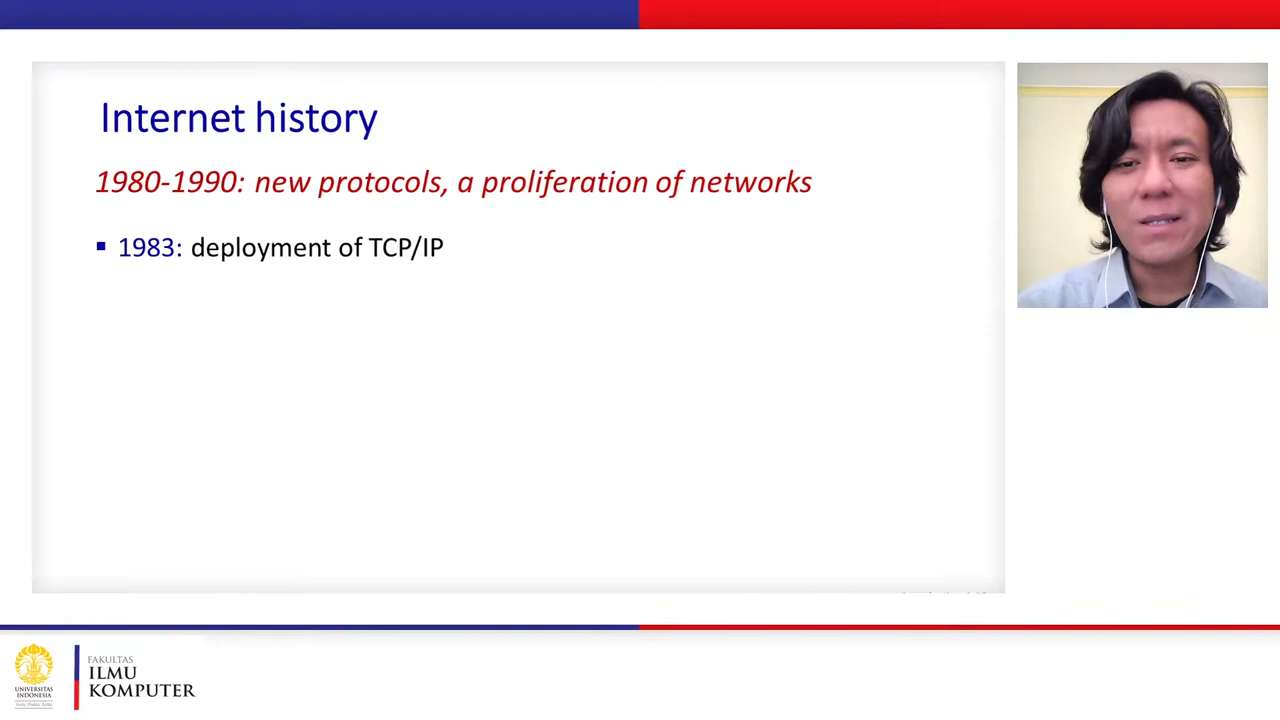 Internet history
1980-1990: new protocols, a proliferation of networks
▪ 1983: deployment of TCP/IP
UNIVERSITAS
INDONESIA
FAKULTAS
ILMU
KOMPUTER